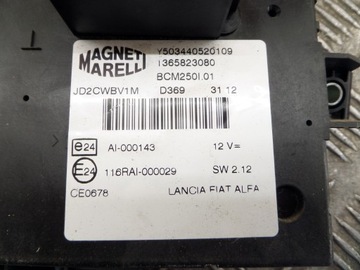 MAGNETI MARELLI
Y503440520109
1365823080
BCM250I.01
JD2CWBV1M D369 31 12
e24 AI-000143 12 V=
E24 116RAI-000029 SW 2.12
CE0678 LANCIA FIAT ALFA